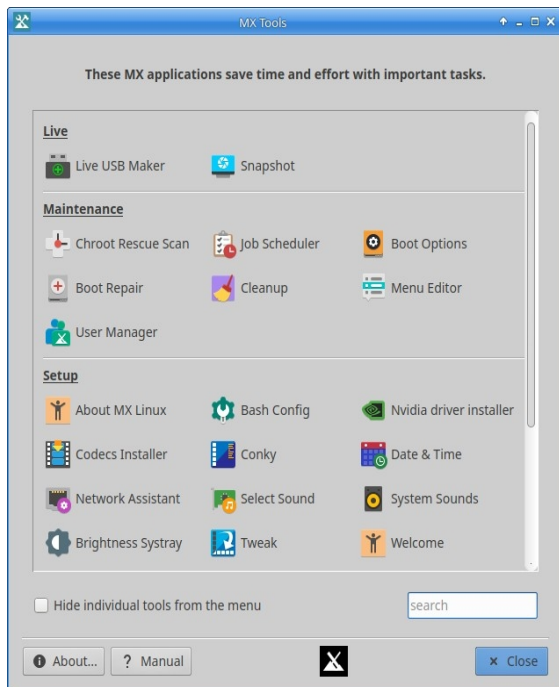 MX Tools
These MX applications save time and effort with important tasks.
Live
Live USB Maker Snapshot
Maintenance
Chroot Rescue Scan Job Scheduler Boot Options
Boot Repair Cleanup Menu Editor
User Manager
Setup
About MX Linux Bash Config Nvidia driver installer
Codecs Installer Conky Date & Time
Network Assistant Select Sound System Sounds
Brightness Systray Tweak Welcome
Hide individual tools from the menu search
About... ? Manual Close